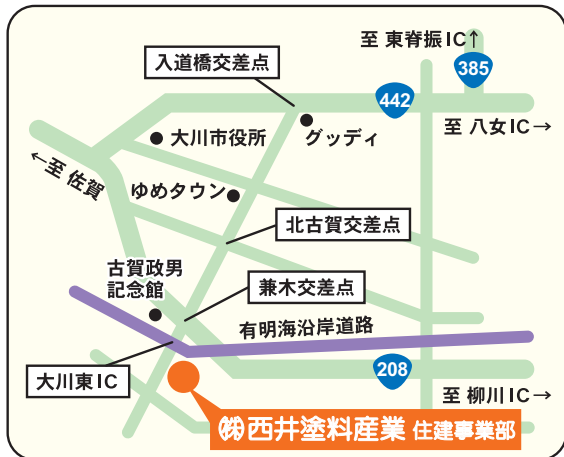 至 東脊振IC↑
385
入道橋交差点
442
大川市役所
グッディ
至 八女IC→
←至 佐賀
ゆめタウン
北古賀交差点
古賀政男
記念館
兼木交差点
有明海沿岸道路
大川東IC
208
至 柳川IC→
㈱西井塗料産業 住建事業部